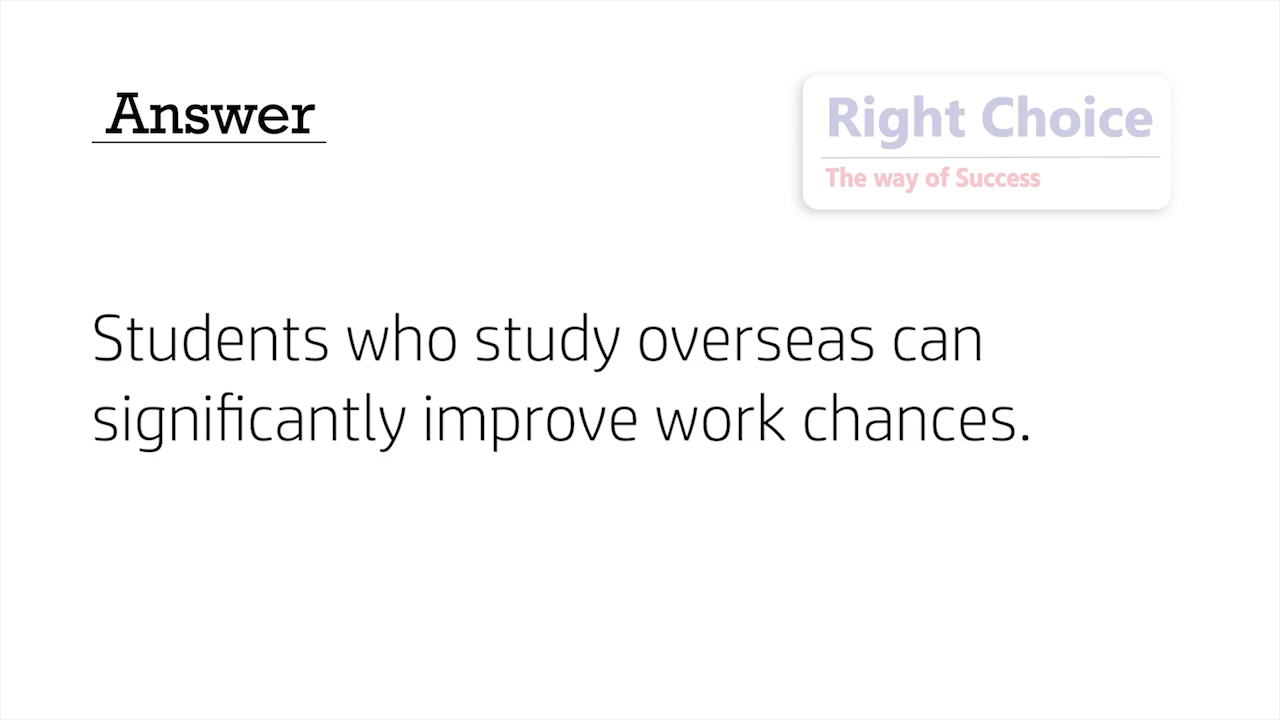 Answer
Right Choice
The way of Success
Students who study overseas can
significantly improve work chances.